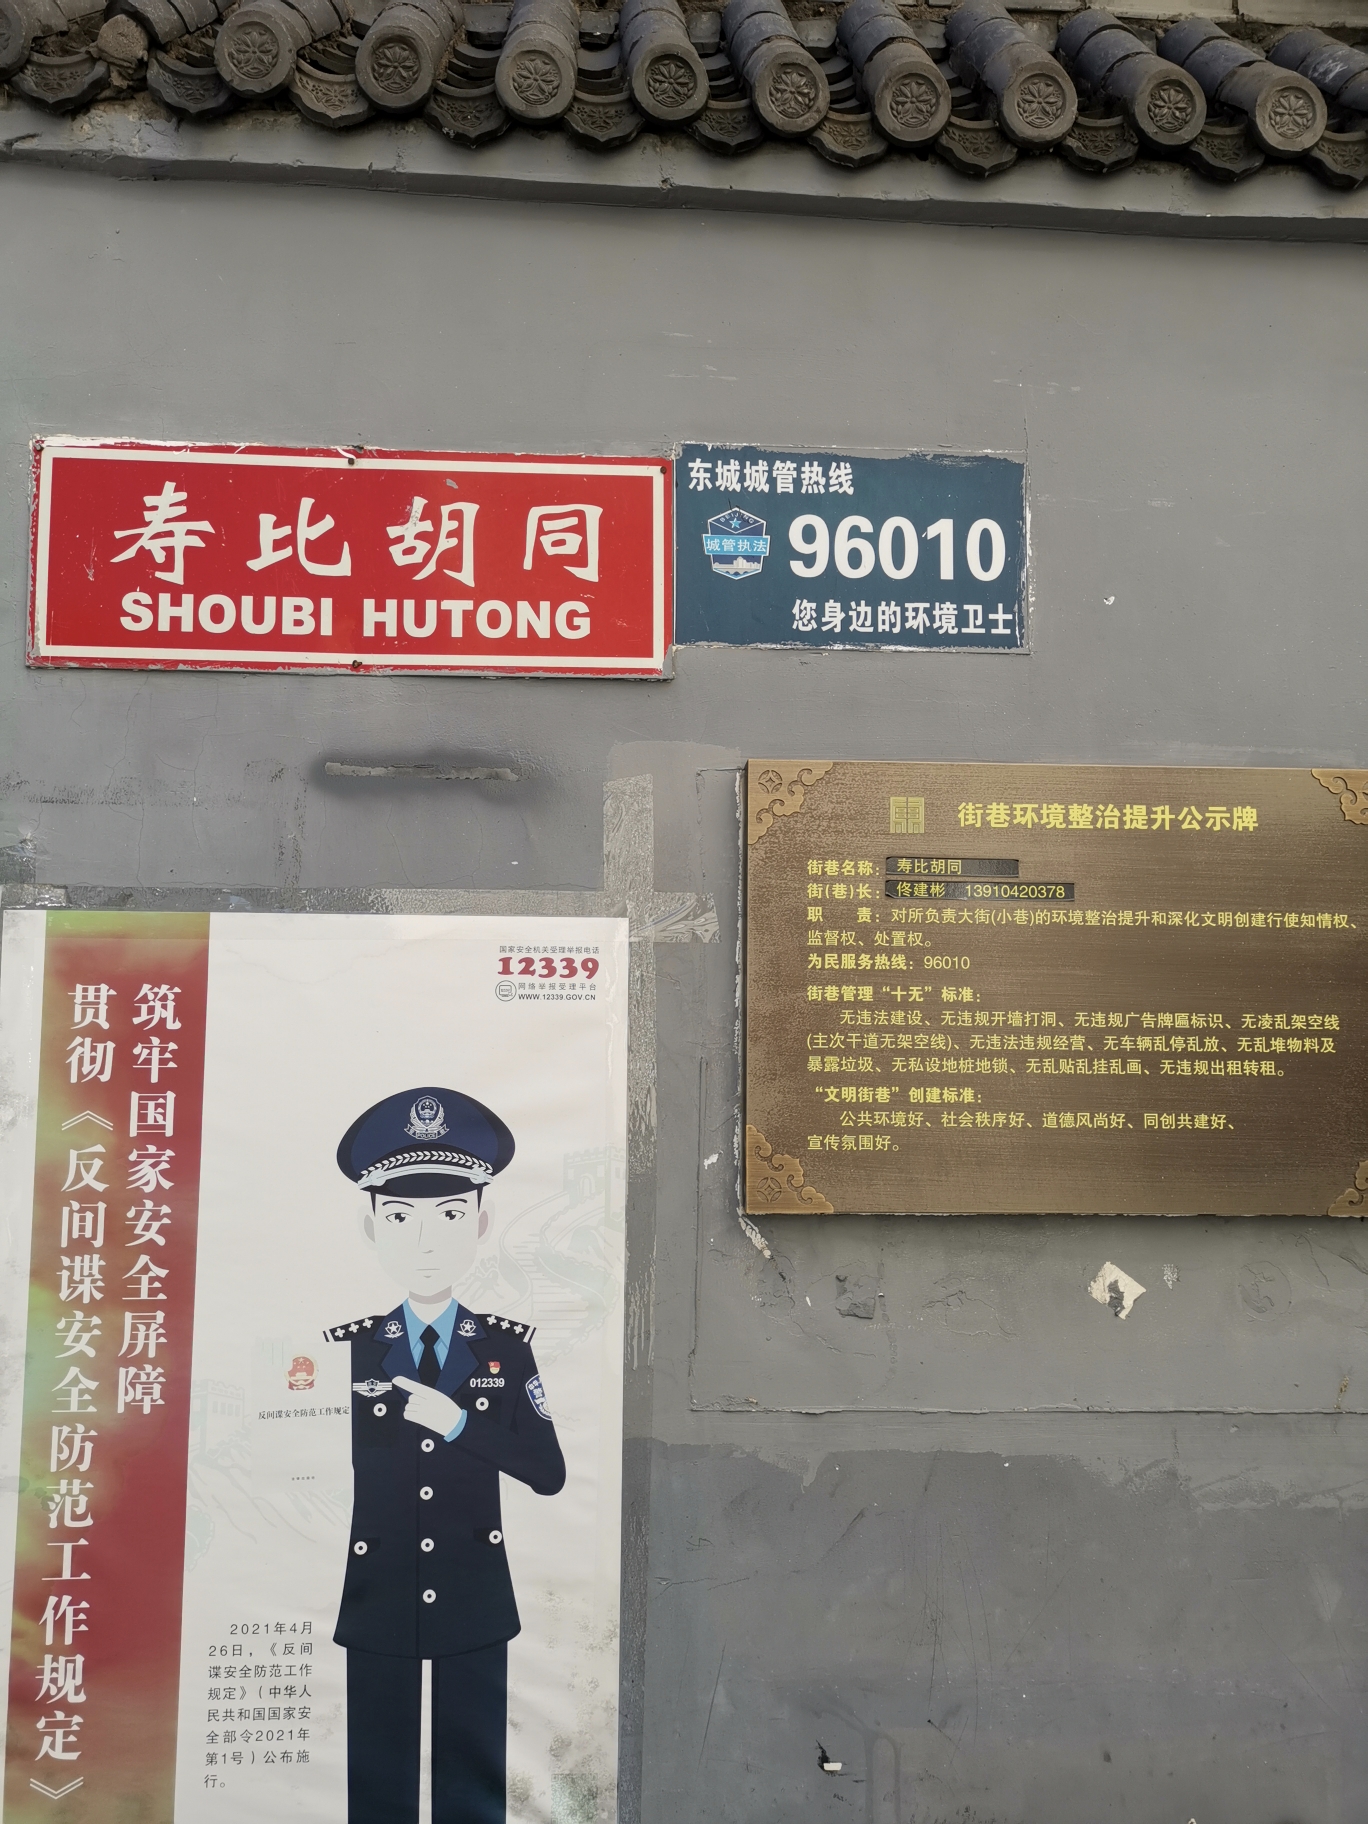 寿比胡同
SHOUBI HUTONG
东城城管热线
BEIJING
城管执法
96010
您身边的环境卫士
街巷环境整治提升公示牌
街巷名称：寿比胡同
街(巷)长：佟建彬 13910420378
职 责：对所负责大街(小巷)的环境整治提升和深化文明创建行使知情权、
监督权、处置权。
为民服务热线：96010
街巷管理“十无”标准：
无违法建设、无违规开墙打洞、无违规广告牌匾标识、无凌乱架空线
(主次干道无架空线)、无违法违规经营、无车辆乱停乱放、无乱堆物料及
暴露垃圾、无私设地桩地锁、无乱贴乱挂乱画、无违规出租转租。
“文明街巷”创建标准：
公共环境好、社会秩序好、道德风尚好、同创共建好、
宣传氛围好。
国家安全机关受理举报电话
12339
网络举报受理平台
WWW.12339.GOV.CN
筑牢国家安全屏障
贯彻《反间谍安全防范工作规定》
POLICE
012339
反间谍安全防范工作规定
2021年4月
26日，《反间
谍安全防范工作
规定》（中华人
民共和国国家安
全部令2021年
第1号）公布施
行。